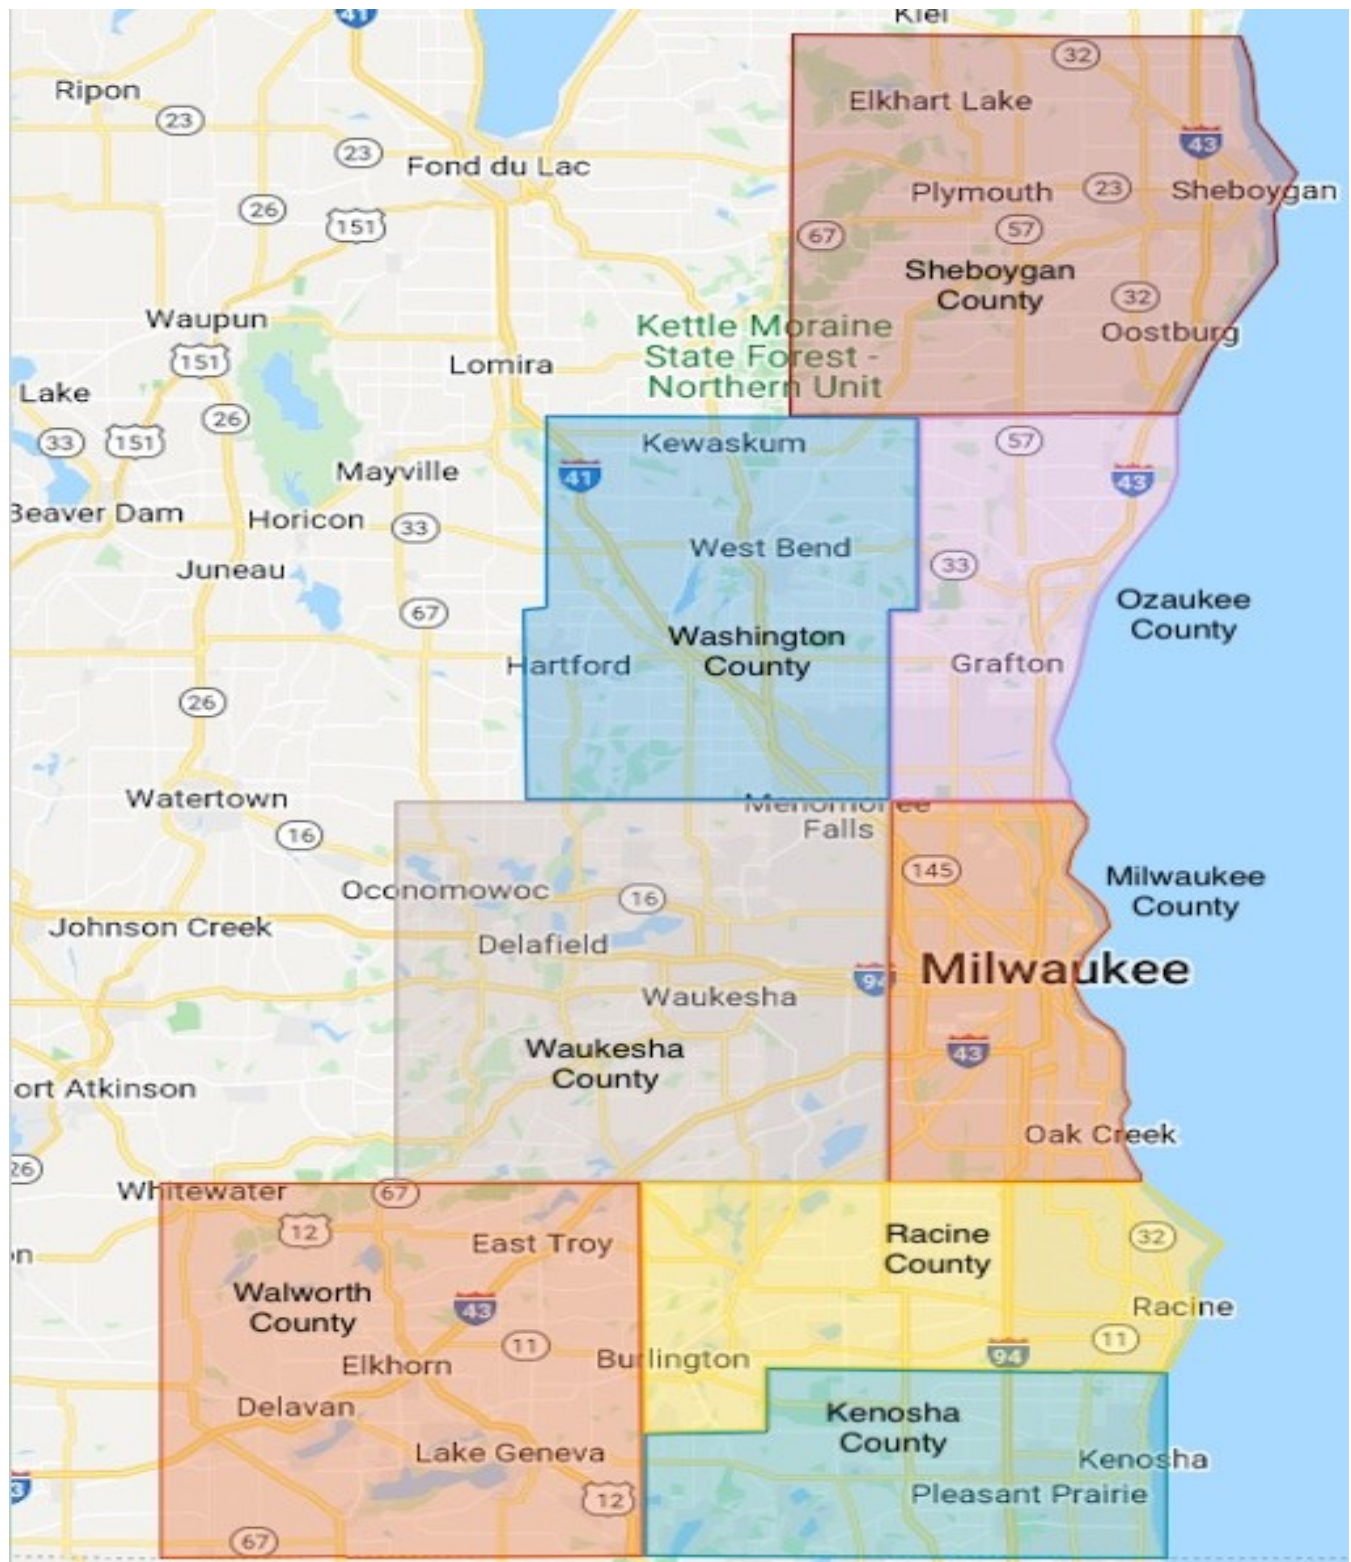 Kiel
41
32
Ripon
Elkhart Lake
23
43
23
Fond du Lac
Plymouth
23
Sheboygan
26
151
67
57
Sheboygan
County
32
Waupun
Kettle Moraine
State Forest -
Northern Unit
Oostburg
151
Lomira
Lake
26
33
151
Kewaskum
57
41
43
Mayville
Beaver Dam
Horicon
33
West Bend
33
Juneau
Ozaukee
County
67
Washington
County
Hartford
Grafton
26
Watertown
Menomonee
Falls
16
145
Milwaukee
County
Oconomowoc
16
Johnson Creek
Delafield
Milwaukee
94
Waukesha
Waukesha
County
43
ort Atkinson
Oak Creek
26
Whitewater
67
12
East Troy
Racine
County
32
on
Walworth
County
43
Racine
11
11
Elkhorn
Burlington
94
Delavan
Kenosha
County
Lake Geneva
Kenosha
3
12
Pleasant Prairie
67